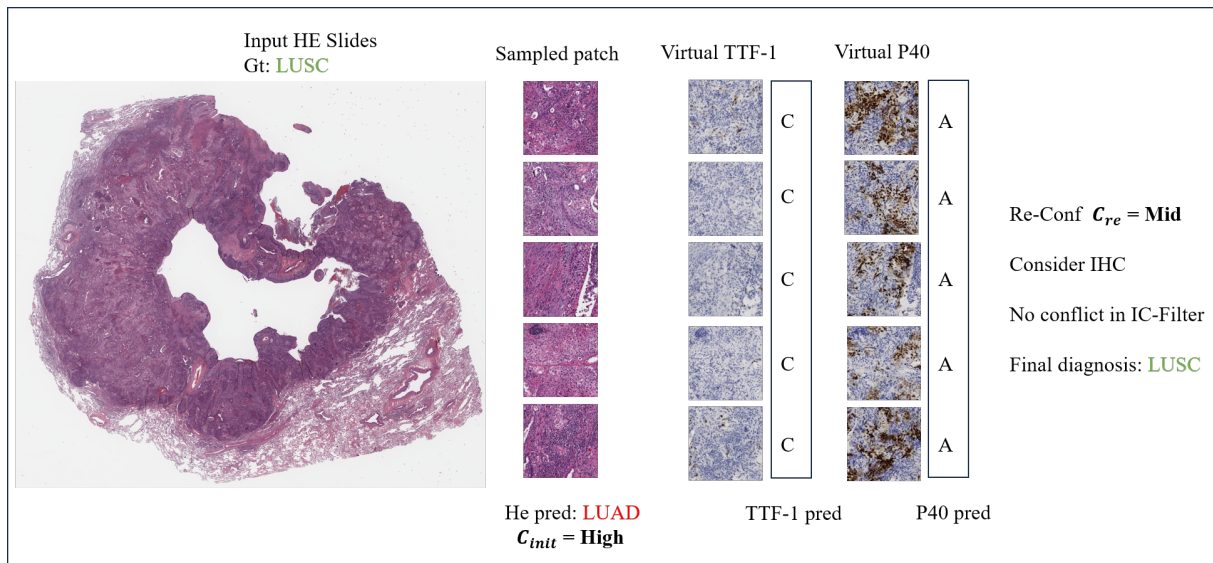 Input HE Slides
Gt: LUSC
Sampled patch
Virtual TTF-1
Virtual P40
C
A
C
A
C
A
C
A
C
A
Re-Conf C_re = Mid
Consider IHC
No conflict in IC-Filter
Final diagnosis: LUSC
He pred: LUAD
C_init = High
TTF-1 pred
P40 pred